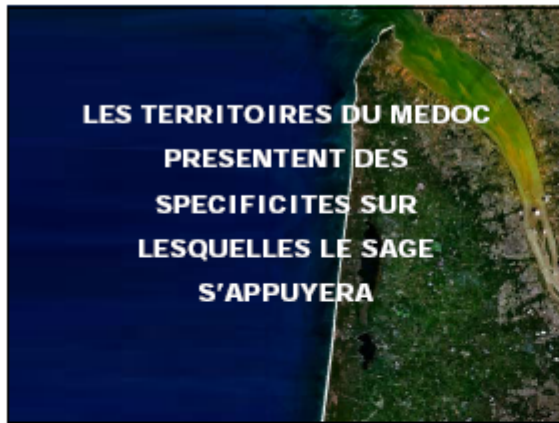 LES TERRITOIRES DU MEDOC
PRESENTENT DES
SPECIFICITES SUR
LESQUELLES LE SAGE
S'APPUYERA